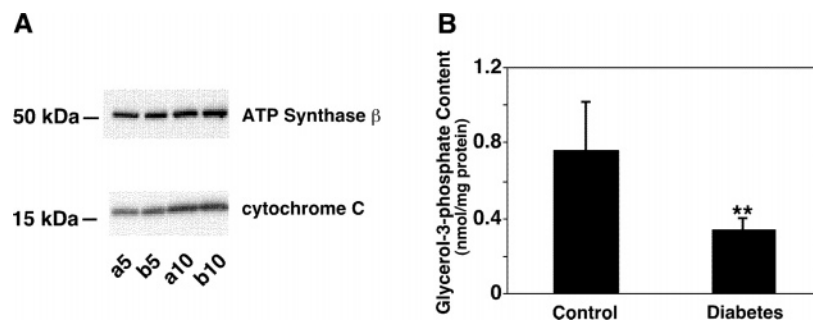 A
50 kDa
ATP Synthase β
15 kDa
cytochrome C
a5
b5
a10
b10
B
Glycerol-3-phosphate Content
(nmol/mg protein)
1.2
0.8
0.4
0
**
Control
Diabetes